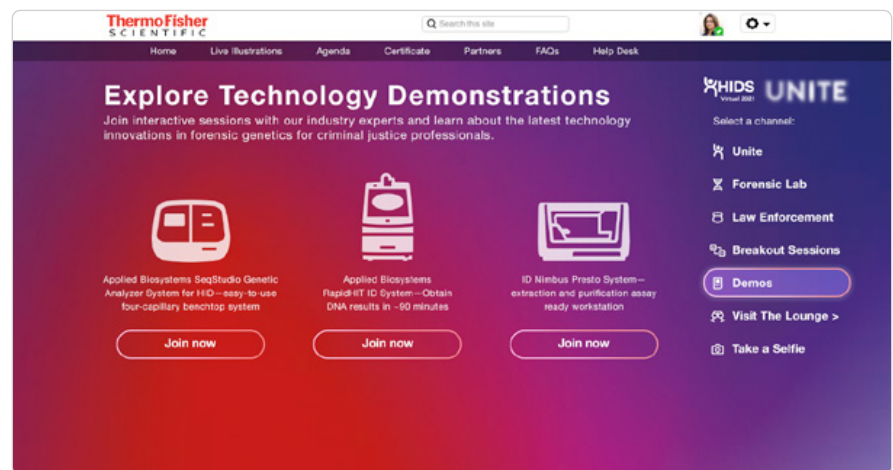 ThermoFisher
SCIENTIFIC
Search this site
Home Live Illustrations Agenda Certificate Partners FAQs Help Desk
Explore Technology Demonstrations
Join interactive sessions with our industry experts and learn about the latest technology
innovations in forensic genetics for criminal justice professionals.
Applied Biosystems SeqStudio Genetic
Analyzer System for HID—easy-to-use
four-capillary benchtop system
Join now
Applied Biosystems
RapidHIT ID System—Obtain
DNA results in ~90 minutes
Join now
ID Nimbus Presto System—
extraction and purification assay
ready workstation
Join now
HIDS
Virtual 2021
UNITE
Select a channel:
Unite
Forensic Lab
Law Enforcement
Breakout Sessions
Demos
Visit The Lounge >
Take a Selfie